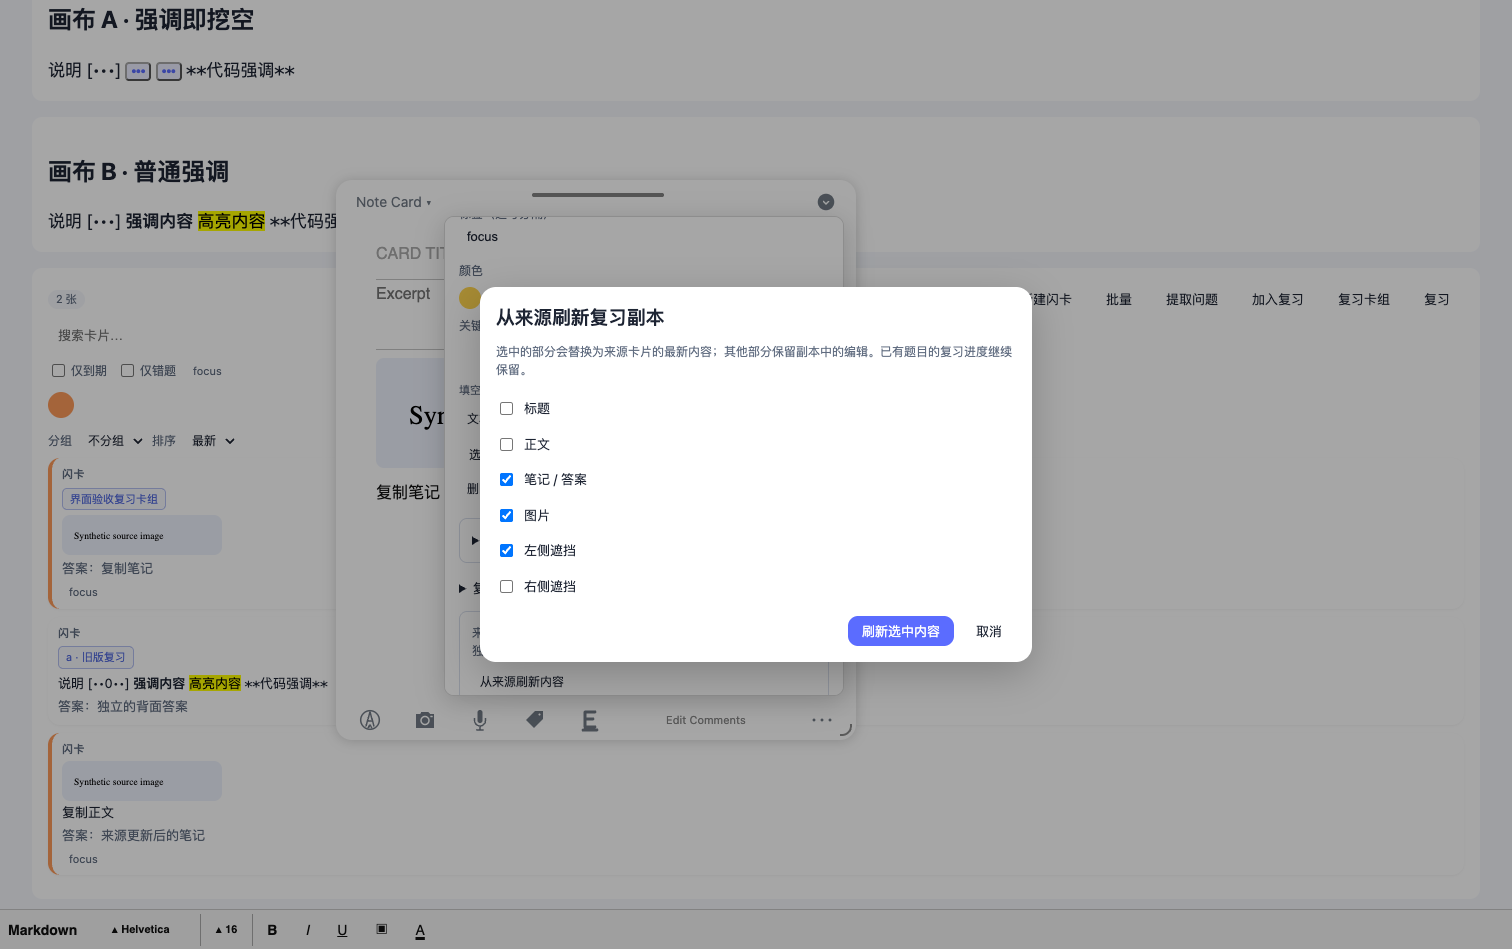 画布 A · 强调即挖空
说明 [•••] ••• ••• **代码强调**
画布 B · 普通强调
说明 [•••] 强调内容 高亮内容 **代码强
Note Card ▾
focus
CARD TIT
颜色
Excerpt
关键
2 张
建闪卡 批量 提取问题 加入复习 复习卡组 复习
搜索卡片...
仅到期 仅错题 focus
分组 不分组 排序 最新
填空
文
选
删
Syn
复制笔记
从来源刷新复习副本
选中的部分会替换为来源卡片的最新内容；其他部分保留副本中的编辑。已有题目的复习进度继续
保留。
标题
正文
笔记 / 答案
图片
左侧遮挡
右侧遮挡
刷新选中内容 取消
从来源刷新内容
Edit Comments
闪卡
界面验收复习卡组
Synthetic source image
答案：复制笔记
focus
闪卡
a · 旧版复习
说明 [••0••] 强调内容 高亮内容 **代码强调**
答案：独立的背面答案
闪卡
Synthetic source image
复制正文
答案：来源更新后的笔记
focus
Markdown ▴ Helvetica ▴ 16 B I U ▣ A